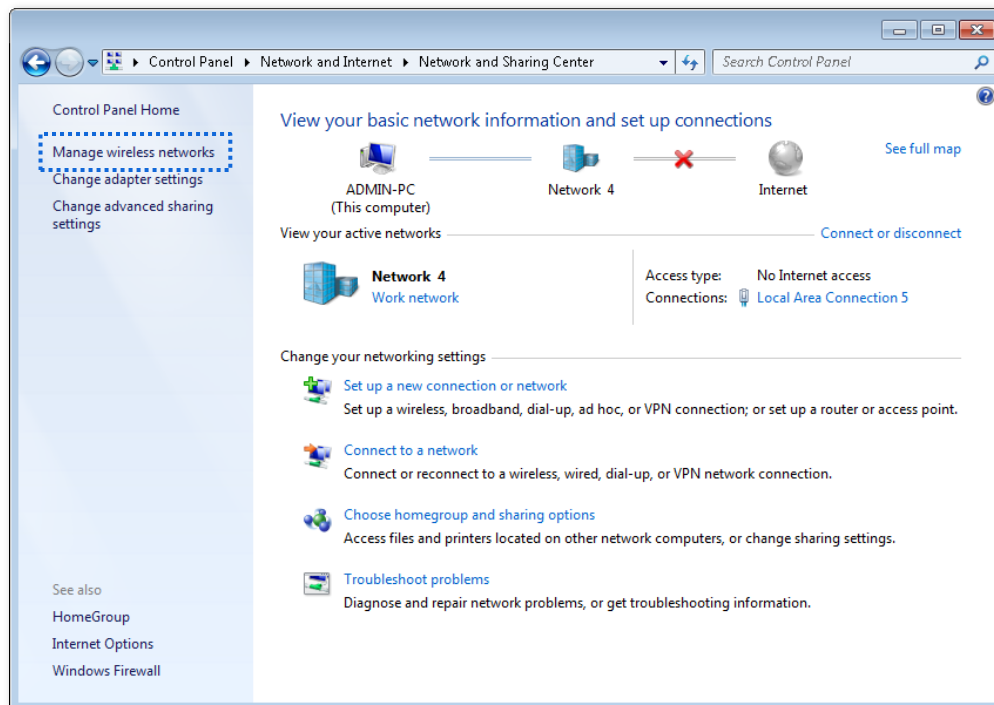 Control Panel ▸ Network and Internet ▸ Network and Sharing Center
Search Control Panel
Control Panel Home
Manage wireless networks
Change adapter settings
Change advanced sharing
settings
See also
HomeGroup
Internet Options
Windows Firewall
View your basic network information and set up connections
See full map
ADMIN-PC
(This computer)
Network 4
Internet
View your active networks
Connect or disconnect
Network 4
Work network
Access type: No Internet access
Connections: Local Area Connection 5
Change your networking settings
Set up a new connection or network
Set up a wireless, broadband, dial-up, ad hoc, or VPN connection; or set up a router or access point.
Connect to a network
Connect or reconnect to a wireless, wired, dial-up, or VPN network connection.
Choose homegroup and sharing options
Access files and printers located on other network computers, or change sharing settings.
Troubleshoot problems
Diagnose and repair network problems, or get troubleshooting information.